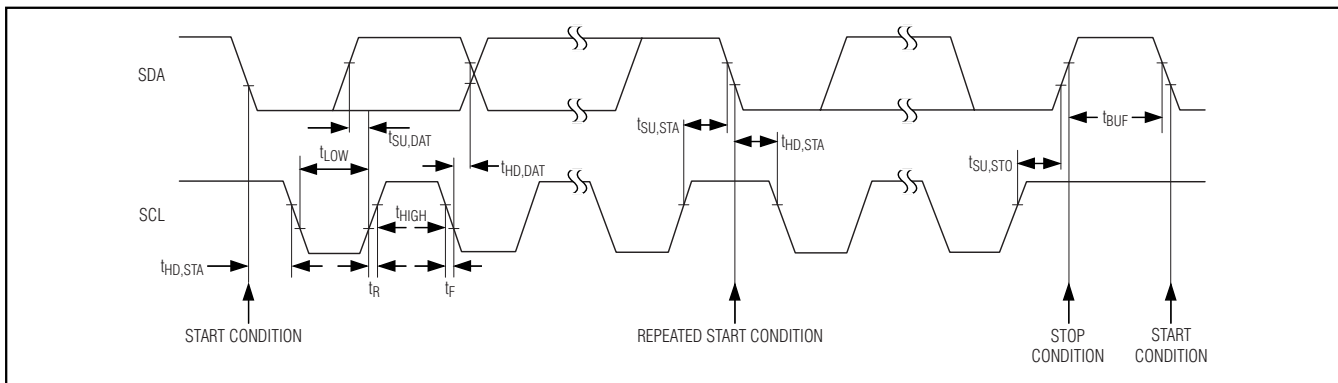 SDA
tSU,DAT
tLOW
tHD,DAT
tSU,STA
tHD,STA
tBUF
tSU,STO
SCL
tHIGH
tHD,STA
tR
tF
START CONDITION
REPEATED START CONDITION
STOP
CONDITION
START
CONDITION